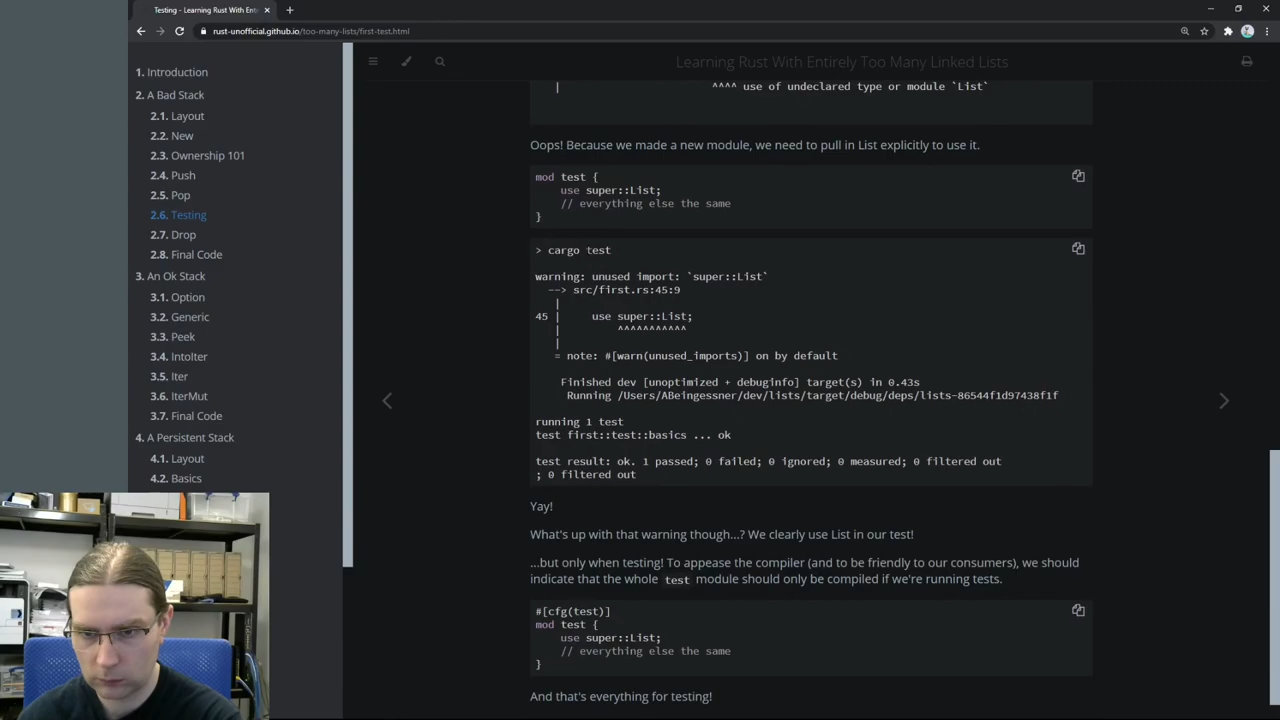 Testing - Learning Rust With Enti
rust-unofficial.github.io/too-many-lists/first-test.html
1. Introduction
2. A Bad Stack
2.1. Layout
2.2. New
2.3. Ownership 101
2.4. Push
2.5. Pop
2.6. Testing
2.7. Drop
2.8. Final Code
3. An Ok Stack
3.1. Option
3.2. Generic
3.3. Peek
3.4. IntoIter
3.5. Iter
3.6. IterMut
3.7. Final Code
4. A Persistent Stack
4.1. Layout
4.2. Basics
Learning Rust With Entirely Too Many Linked Lists
| ^^^^ use of undeclared type or module `List`
Oops! Because we made a new module, we need to pull in List explicitly to use it.
mod test {
use super::List;
// everything else the same
}
> cargo test
warning: unused import: `super::List`
--> src/first.rs:45:9
|
45 | use super::List;
| ^^^^^^^^^^^
|
= note: #[warn(unused_imports)] on by default
Finished dev [unoptimized + debuginfo] target(s) in 0.43s
Running /Users/ABeingessner/dev/lists/target/debug/deps/lists-86544f1d97438f1f
running 1 test
test first::test::basics ... ok
test result: ok. 1 passed; 0 failed; 0 ignored; 0 measured; 0 filtered out
; 0 filtered out
Yay!
What's up with that warning though...? We clearly use List in our test!
...but only when testing! To appease the compiler (and to be friendly to our consumers), we should
indicate that the whole test module should only be compiled if we're running tests.
#[cfg(test)]
mod test {
use super::List;
// everything else the same
}
And that's everything for testing!